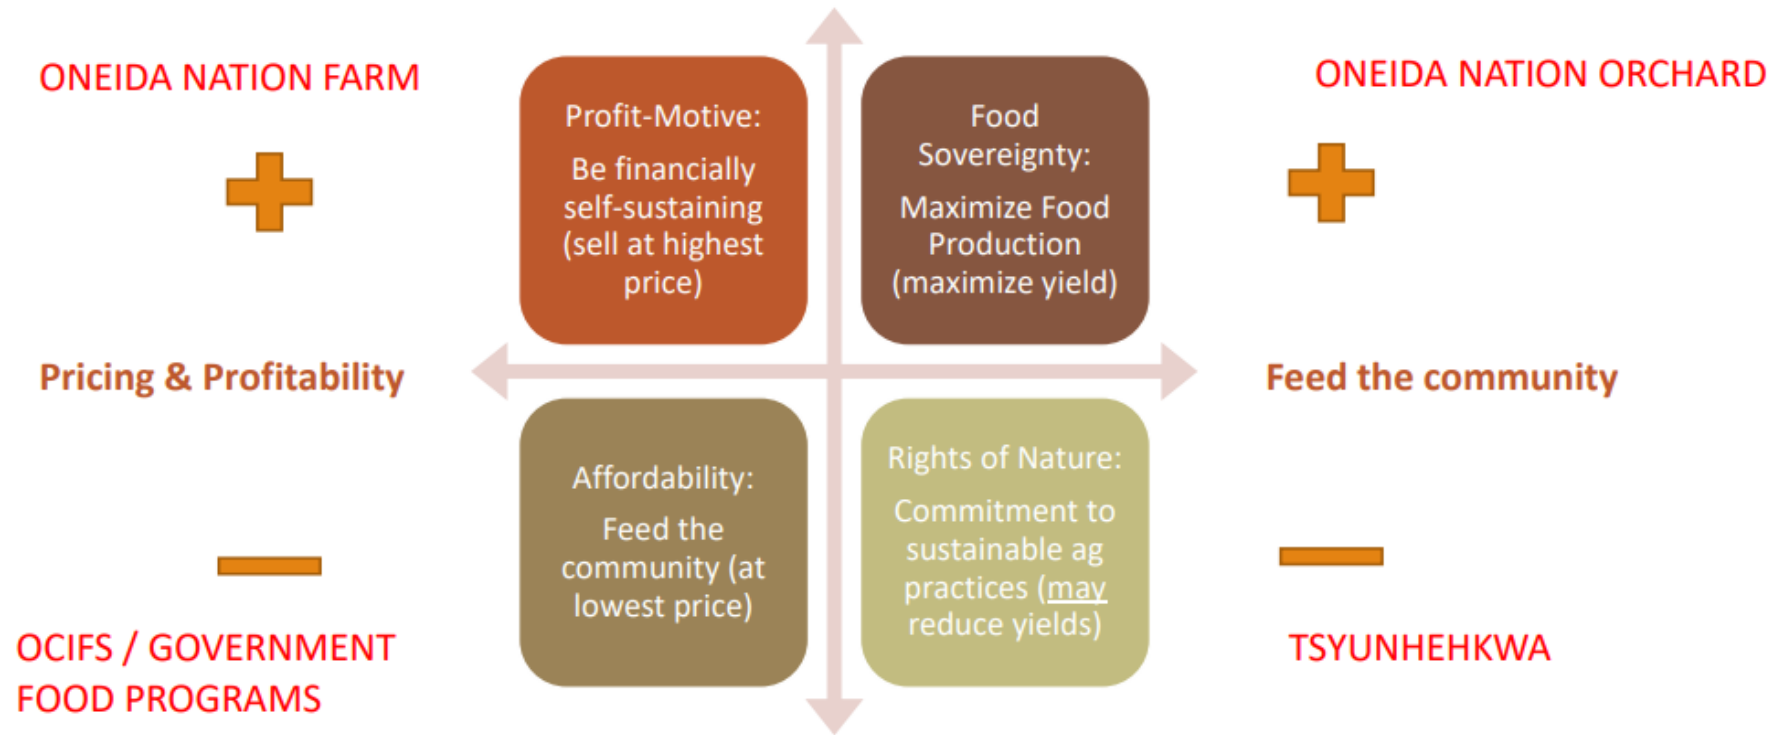 ONEIDA NATION FARM
Profit-Motive:
Be financially
self-sustaining
(sell at highest
price)
Food
Sovereignty:
Maximize Food
Production
(maximize yield)
ONEIDA NATION ORCHARD
Pricing & Profitability
Feed the community
OCIFS / GOVERNMENT
FOOD PROGRAMS
Affordability:
Feed the
community (at
lowest price)
Rights of Nature:
Commitment to
sustainable ag
practices (may
reduce yields)
TSYUNHEHKWA